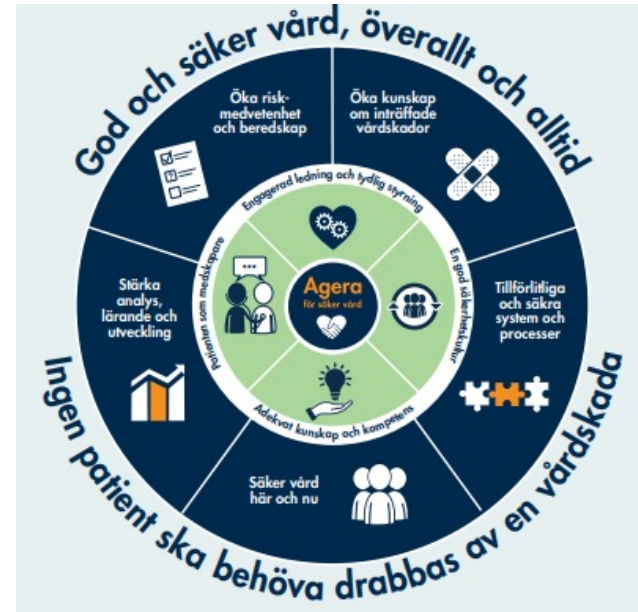 God och säker vård, överallt och alltid
Öka risk-
medvetenhet
och beredskap
Öka kunskap
om inträffade
vårdskador
Engagerad ledning och tydlig styrning
Patienten som medskapare
En god säkerhetskultur
Stärka
analys,
lärande och
utveckling
Agera
för säker vård
Tillförlitliga
och säkra
system och
processer
Adekvat kunskap och kompetens
Säker vård
här och nu
Ingen patient ska behöva drabbas av en vårdskada